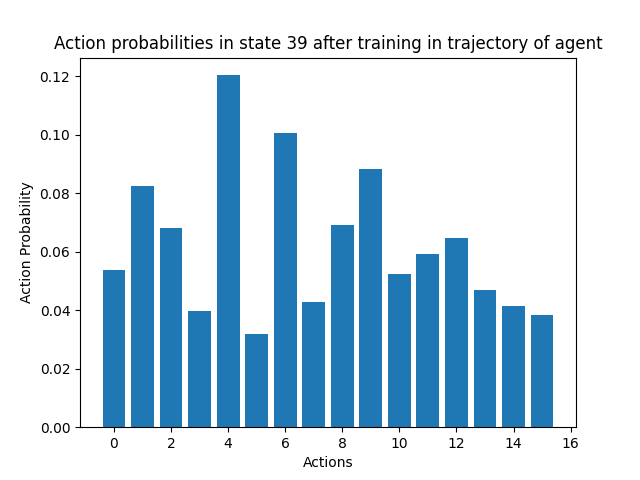 Action probabilities in state 39 after training in trajectory of agent
0.12
0.10
0.08
0.06
0.04
0.02
0.00
Action Probability
0 2 4 6 8 10 12 14 16
Actions